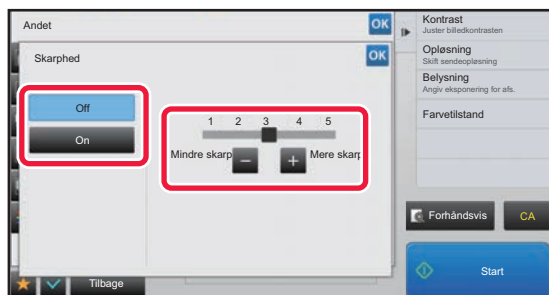 Andet
OK
Skarphed
OK
Off
On
1 2 3 4 5
Mindre skarp
Mere skarp
Tilbage
Kontrast
Juster billedkontrasten
Opløsning
Skift sendeopløsning
Belysning
Angiv eksponering for afs.
Farvetilstand
Forhåndsvis
CA
Start